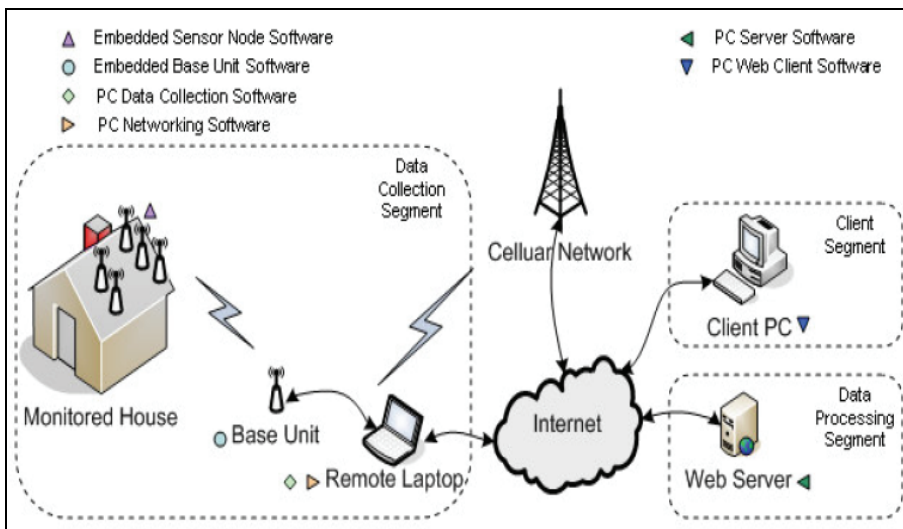 Embedded Sensor Node Software
Embedded Base Unit Software
PC Data Collection Software
PC Networking Software
PC Server Software
PC Web Client Software
Data
Collection
Segment
Celluar Network
Client
Segment
Client PC
Monitored House
Base Unit
Remote Laptop
Internet
Data
Processing
Segment
Web Server